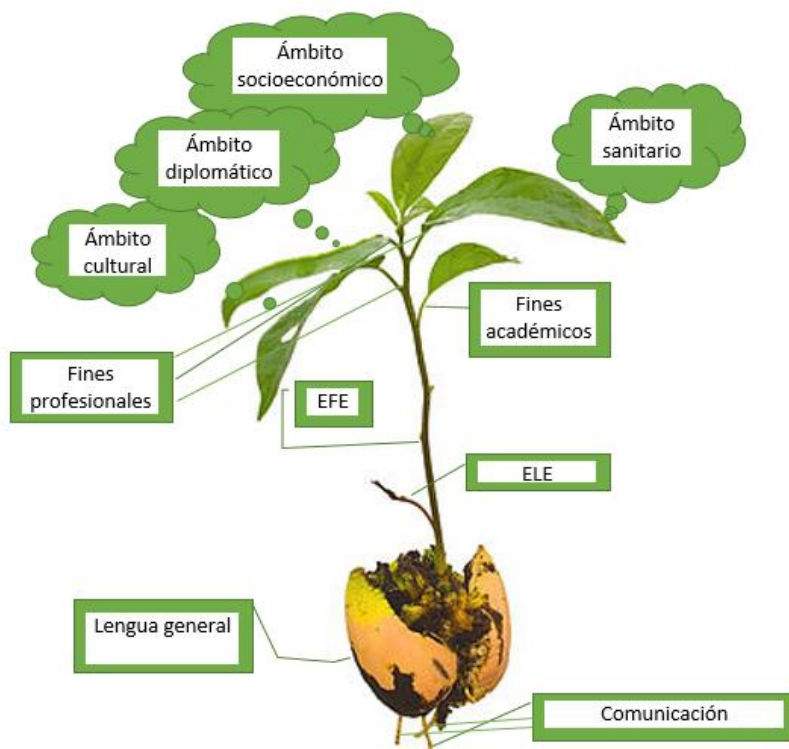 Ámbito
socioeconómico
Ámbito
diplomático
Ámbito
sanitario
Ámbito
cultural
Fines
académicos
Fines
profesionales
EFE
ELE
Lengua general
Comunicación